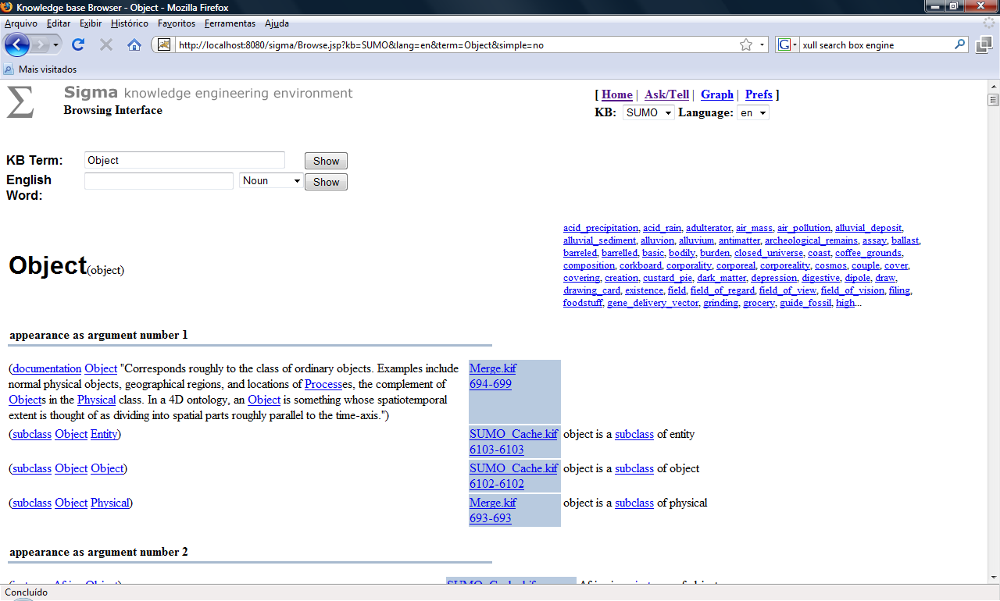 Knowledge base Browser - Object - Mozilla Firefox
Arquivo Editar Exibir Histórico Favoritos Ferramentas Ajuda
http://localhost:8080/sigma/Browse.jsp?kb=SUMO&lang=en&term=Object&simple=no
G
xull search box engine
Mais visitados
Σ
Sigma knowledge engineering environment
Browsing Interface
[ Home | Ask/Tell | Graph | Prefs ]
KB: SUMO Language: en
KB Term: Object Show
English Word: Noun Show
Object(object)
acid_precipitation, acid_rain, adulterator, air_mass, air_pollution, alluvial_deposit,
alluvial_sediment, alluvion, alluvium, antimatter, archeological_remains, assay, ballast,
barreled, barrelled, basic, bodily, burden, closed_universe, coast, coffee_grounds,
composition, corkboard, corporality, corporeal, corporeality, cosmos, couple, cover,
covering, creation, custard_pie, dark_matter, depression, digestive, dipole, draw,
drawing_card, existence, field, field_of_regard, field_of_view, field_of_vision, filing,
foodstuff, gene_delivery_vector, grinding, grocery, guide_fossil, high...
appearance as argument number 1
(documentation Object "Corresponds roughly to the class of ordinary objects. Examples include
normal physical objects, geographical regions, and locations of Processes, the complement of
Objects in the Physical class. In a 4D ontology, an Object is something whose spatiotemporal
extent is thought of as dividing into spatial parts roughly parallel to the time-axis.")
Merge.kif
694-699
(subclass Object Entity)
SUMO_Cache.kif
6103-6103
object is a subclass of entity
(subclass Object Object)
SUMO_Cache.kif
6102-6102
object is a subclass of object
(subclass Object Physical)
Merge.kif
693-693
object is a subclass of physical
appearance as argument number 2
Concluído